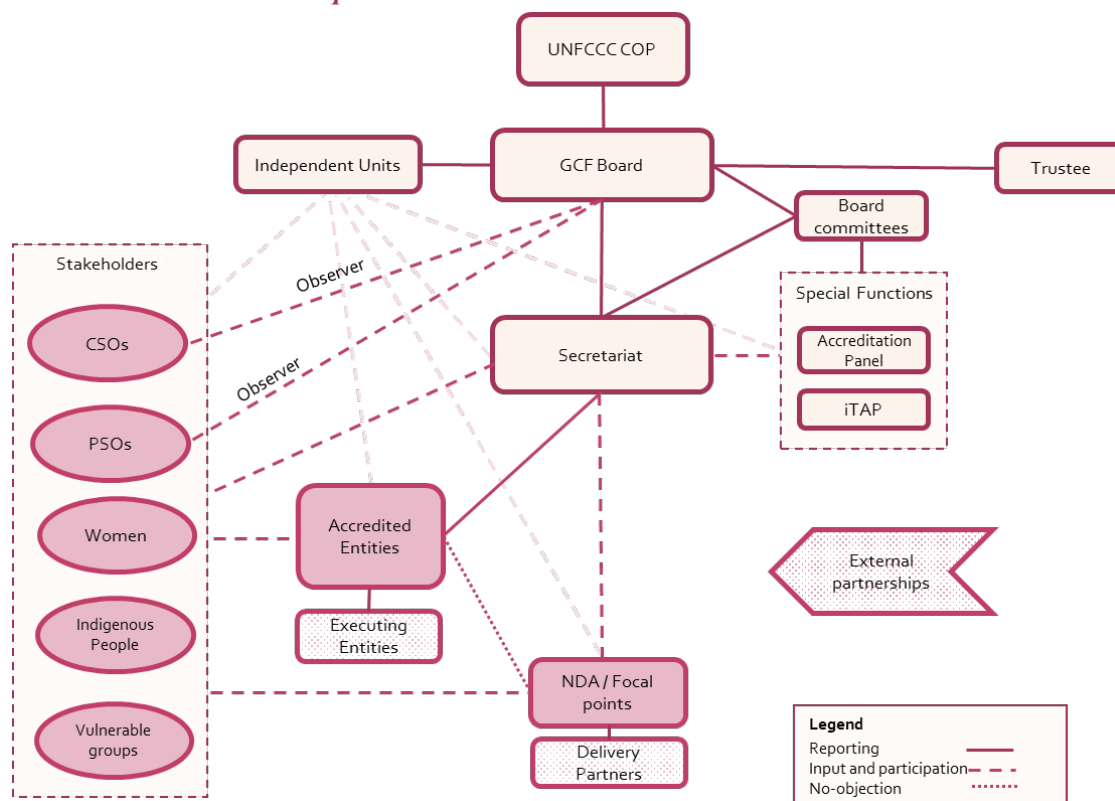 UNFCCC COP
Independent Units
GCF Board
Trustee
Board
committees
Stakeholders
Observer
Special Functions
CSOs
Secretariat
Accreditation
Panel
Observer
iTAP
PSOs
Women
Accredited
Entities
External
partnerships
Indigenous
People
Executing
Entities
NDA / Focal
points
Vulnerable
groups
Delivery
Partners
Legend
Reporting
Input and participation
No-objection